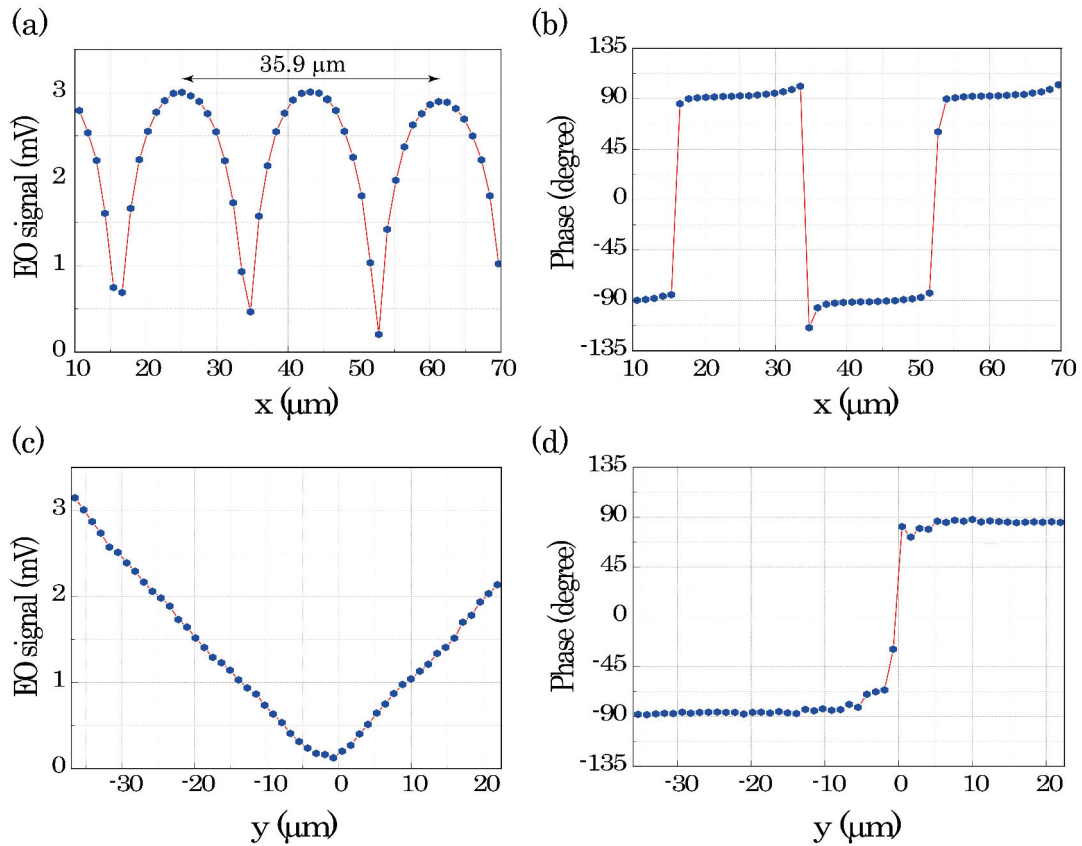 (a)
35.9 μm
3
2
1
0
EO signal (mV)
10 20 30 40 50 60 70
x (μm)
(b)
135
90
45
0
-45
-90
-135
Phase (degree)
10 20 30 40 50 60 70
x (μm)
(c)
3
2
1
0
EO signal (mV)
-30 -20 -10 0 10 20
y (μm)
(d)
135
90
45
0
-45
-90
-135
Phase (degree)
-30 -20 -10 0 10 20
y (μm)